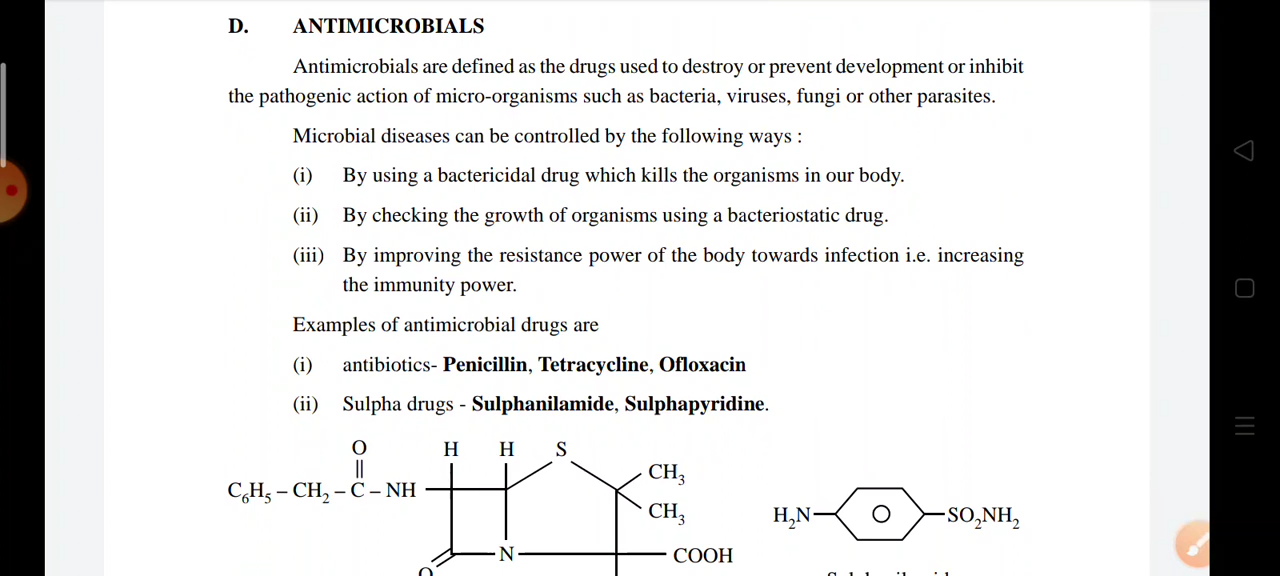 D. ANTIMICROBIALS
Antimicrobials are defined as the drugs used to destroy or prevent development or inhibit
the pathogenic action of micro-organisms such as bacteria, viruses, fungi or other parasites.
Microbial diseases can be controlled by the following ways :
(i) By using a bactericidal drug which kills the organisms in our body.
(ii) By checking the growth of organisms using a bacteriostatic drug.
(iii) By improving the resistance power of the body towards infection i.e. increasing
the immunity power.
Examples of antimicrobial drugs are
(i) antibiotics- Penicillin, Tetracycline, Ofloxacin
(ii) Sulpha drugs - Sulphanilamide, Sulphapyridine.
O H H S
CH₃
C₆H₅ – CH₂ – C – NH
CH₃
H₂N SO₂NH₂
N COOH
O